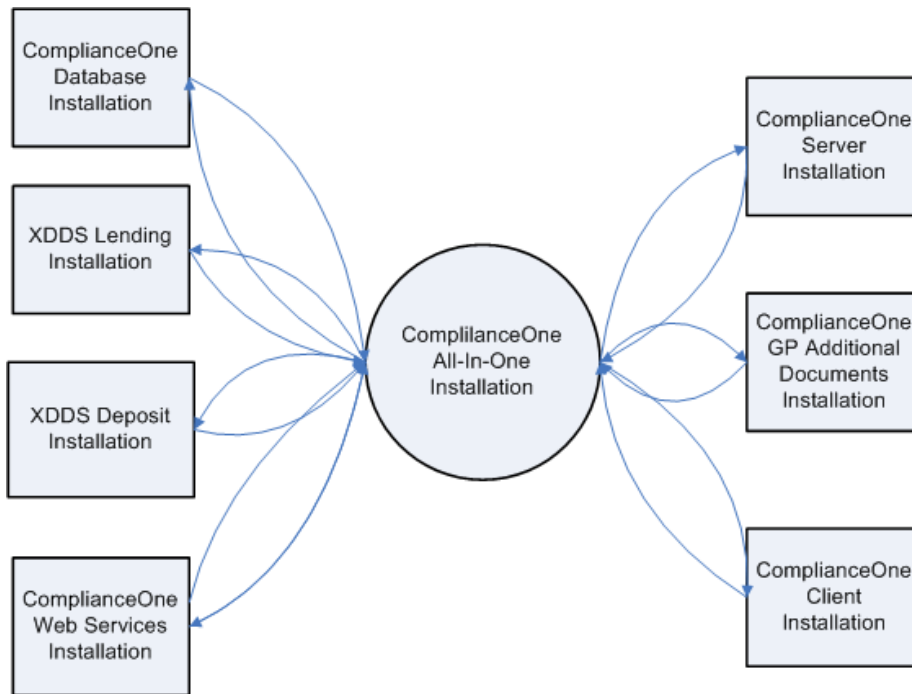 ComplianceOne
Database
Installation
XDDS Lending
Installation
XDDS Deposit
Installation
ComplianceOne
Web Services
Installation
ComplilanceOne
All-In-One
Installation
ComplianceOne
Server
Installation
ComplianceOne
GP Additional
Documents
Installation
ComplianceOne
Client
Installation